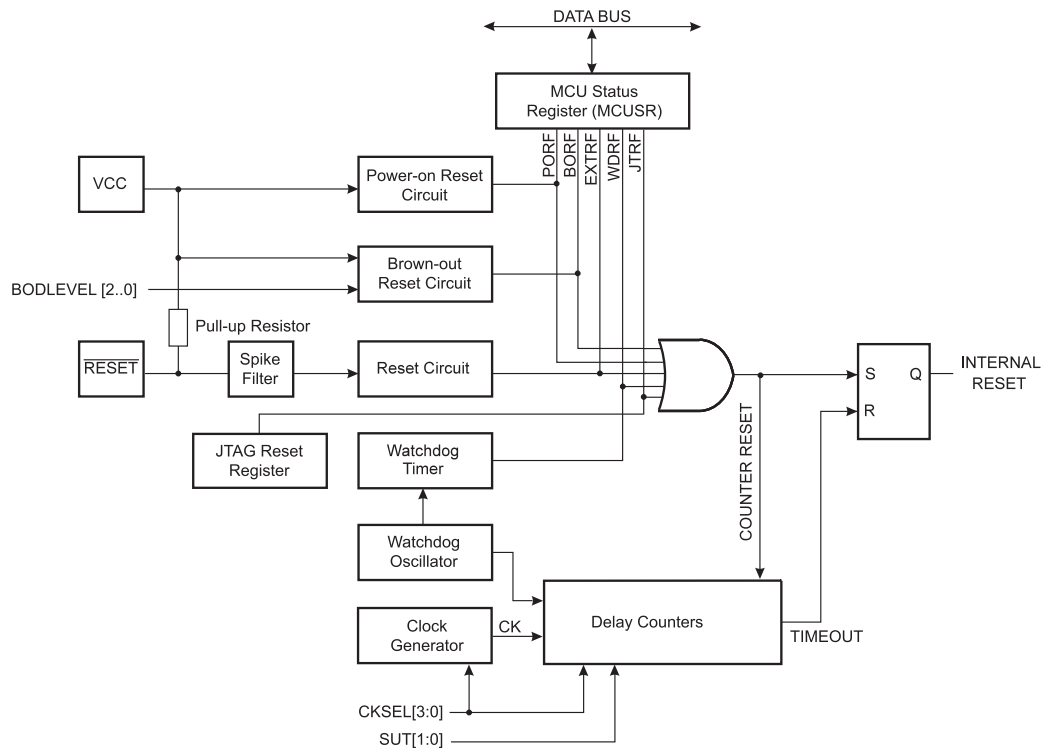 DATA BUS
MCU Status
Register (MCUSR)
PORF
BORF
EXTRF
WDRF
JTRF
VCC
Power-on Reset
Circuit
Brown-out
Reset Circuit
BODLEVEL [2..0]
Pull-up Resistor
RESET
Spike
Filter
Reset Circuit
S
Q
R
INTERNAL
RESET
COUNTER RESET
JTAG Reset
Register
Watchdog
Timer
Watchdog
Oscillator
Clock
Generator
CK
Delay Counters
TIMEOUT
CKSEL[3:0]
SUT[1:0]